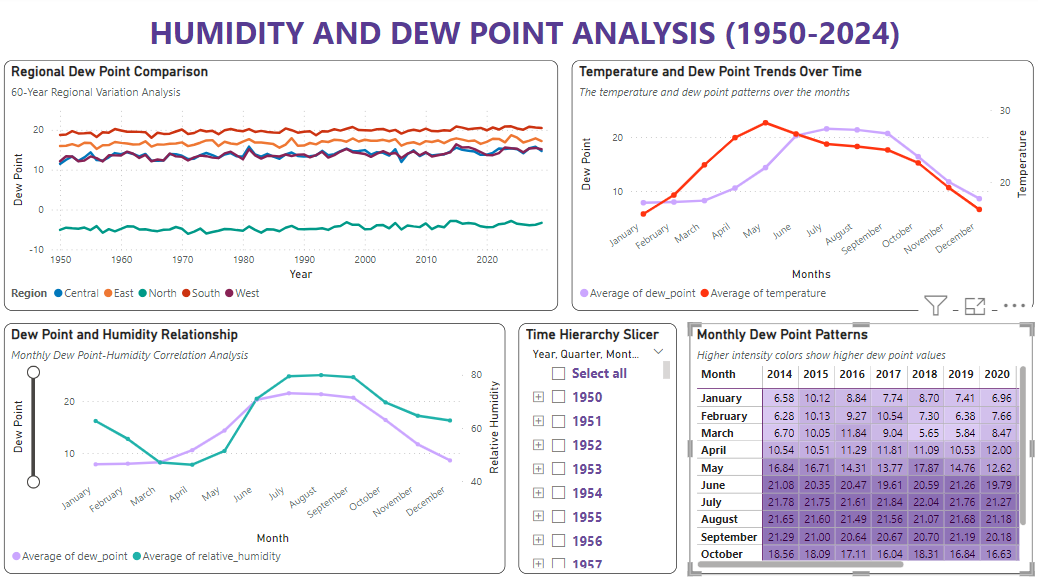 HUMIDITY AND DEW POINT ANALYSIS (1950-2024)
Regional Dew Point Comparison
60-Year Regional Variation Analysis
Dew Point
20
10
0
-10
1950 1960 1970 1980 1990 2000 2010 2020
Year
Region Central East North South West
Temperature and Dew Point Trends Over Time
The temperature and dew point patterns over the months
Dew Point
20
10
30
20
Temperature
January February March April May June July August September October November December
Months
Average of dew_point Average of temperature
Dew Point and Humidity Relationship
Monthly Dew Point-Humidity Correlation Analysis
Dew Point
20
10
80
60
40
Relative Humidity
January February March April May June July August September October November December
Month
Average of dew_point Average of relative_humidity
Time Hierarchy Slicer
Year, Quarter, Mont...
Select all
1950
1951
1952
1953
1954
1955
1956
1957
Monthly Dew Point Patterns
Higher intensity colors show higher dew point values
Month 2014 2015 2016 2017 2018 2019 2020
January 6.58 10.12 8.84 7.74 8.70 7.41 6.96
February 6.28 10.13 9.27 10.54 7.30 6.38 7.66
March 6.70 10.05 11.84 9.04 5.65 5.84 8.47
April 10.54 10.51 11.29 11.81 11.09 10.53 12.00
May 16.84 16.71 14.31 13.77 17.87 14.76 12.62
June 21.08 20.35 20.47 19.61 20.59 21.26 19.79
July 21.78 21.75 21.61 21.84 22.04 21.76 21.27
August 21.65 21.60 21.49 21.56 21.07 21.68 21.18
September 21.29 21.00 20.64 20.67 20.70 21.19 20.18
October 18.56 18.09 17.11 16.04 18.31 16.84 16.63